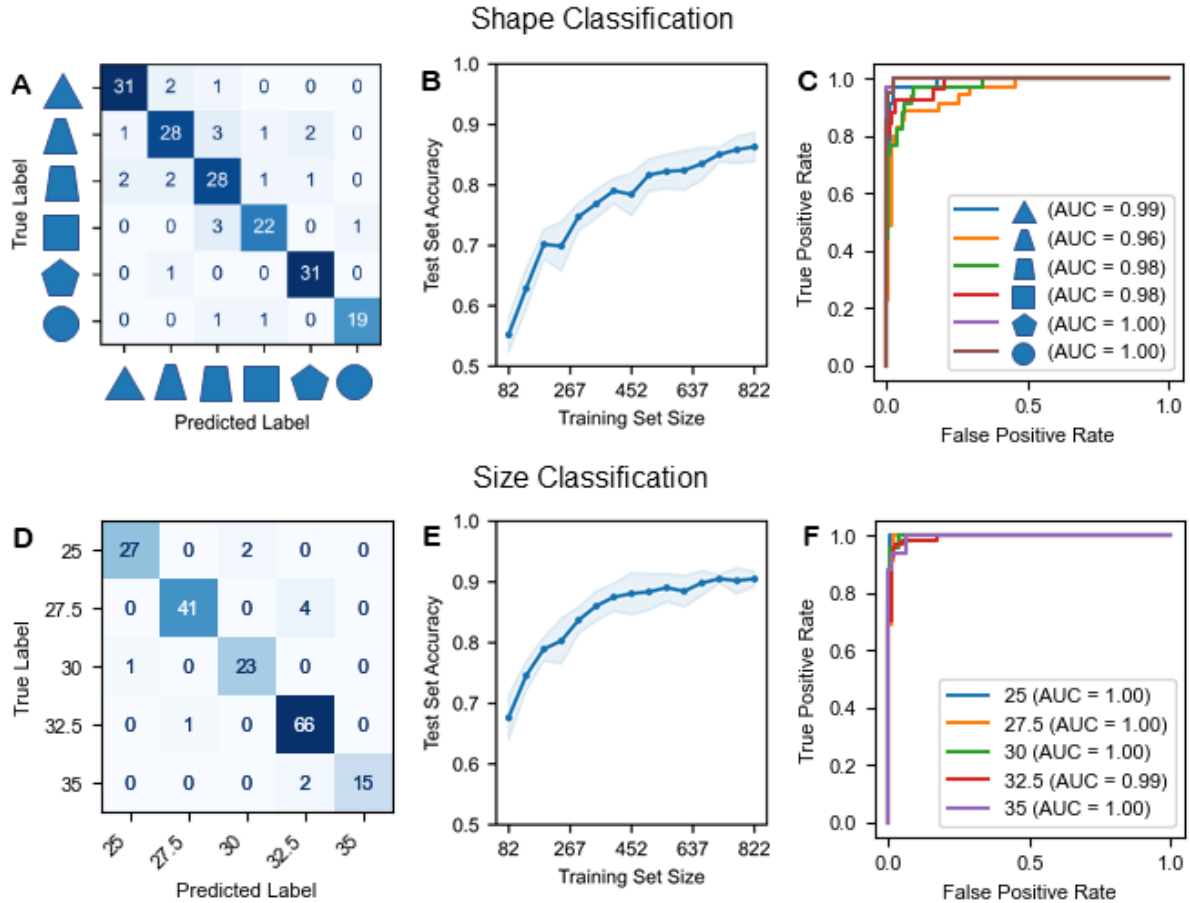 Shape Classification
A
True Label
31 2 1 0 0 0
1 28 3 1 2 0
2 2 28 1 1 0
0 0 3 22 0 1
0 1 0 0 31 0
0 0 1 1 0 19
Predicted Label
B
Test Set Accuracy
1.0
0.9
0.8
0.7
0.6
0.5
82 267 452 637 822
Training Set Size
C
True Positive Rate
1.0
0.8
0.6
0.4
0.2
0.0
(AUC = 0.99)
(AUC = 0.96)
(AUC = 0.98)
(AUC = 0.98)
(AUC = 1.00)
(AUC = 1.00)
0.0 0.5 1.0
False Positive Rate
Size Classification
D
True Label
25 27 0 2 0 0
27.5 0 41 0 4 0
30 1 0 23 0 0
32.5 0 1 0 66 0
35 0 0 0 2 15
25 27.5 30 32.5 35
Predicted Label
E
Test Set Accuracy
1.0
0.9
0.8
0.7
0.6
0.5
82 267 452 637 822
Training Set Size
F
True Positive Rate
1.0
0.8
0.6
0.4
0.2
0.0
25 (AUC = 1.00)
27.5 (AUC = 1.00)
30 (AUC = 1.00)
32.5 (AUC = 0.99)
35 (AUC = 1.00)
0.0 0.5 1.0
False Positive Rate